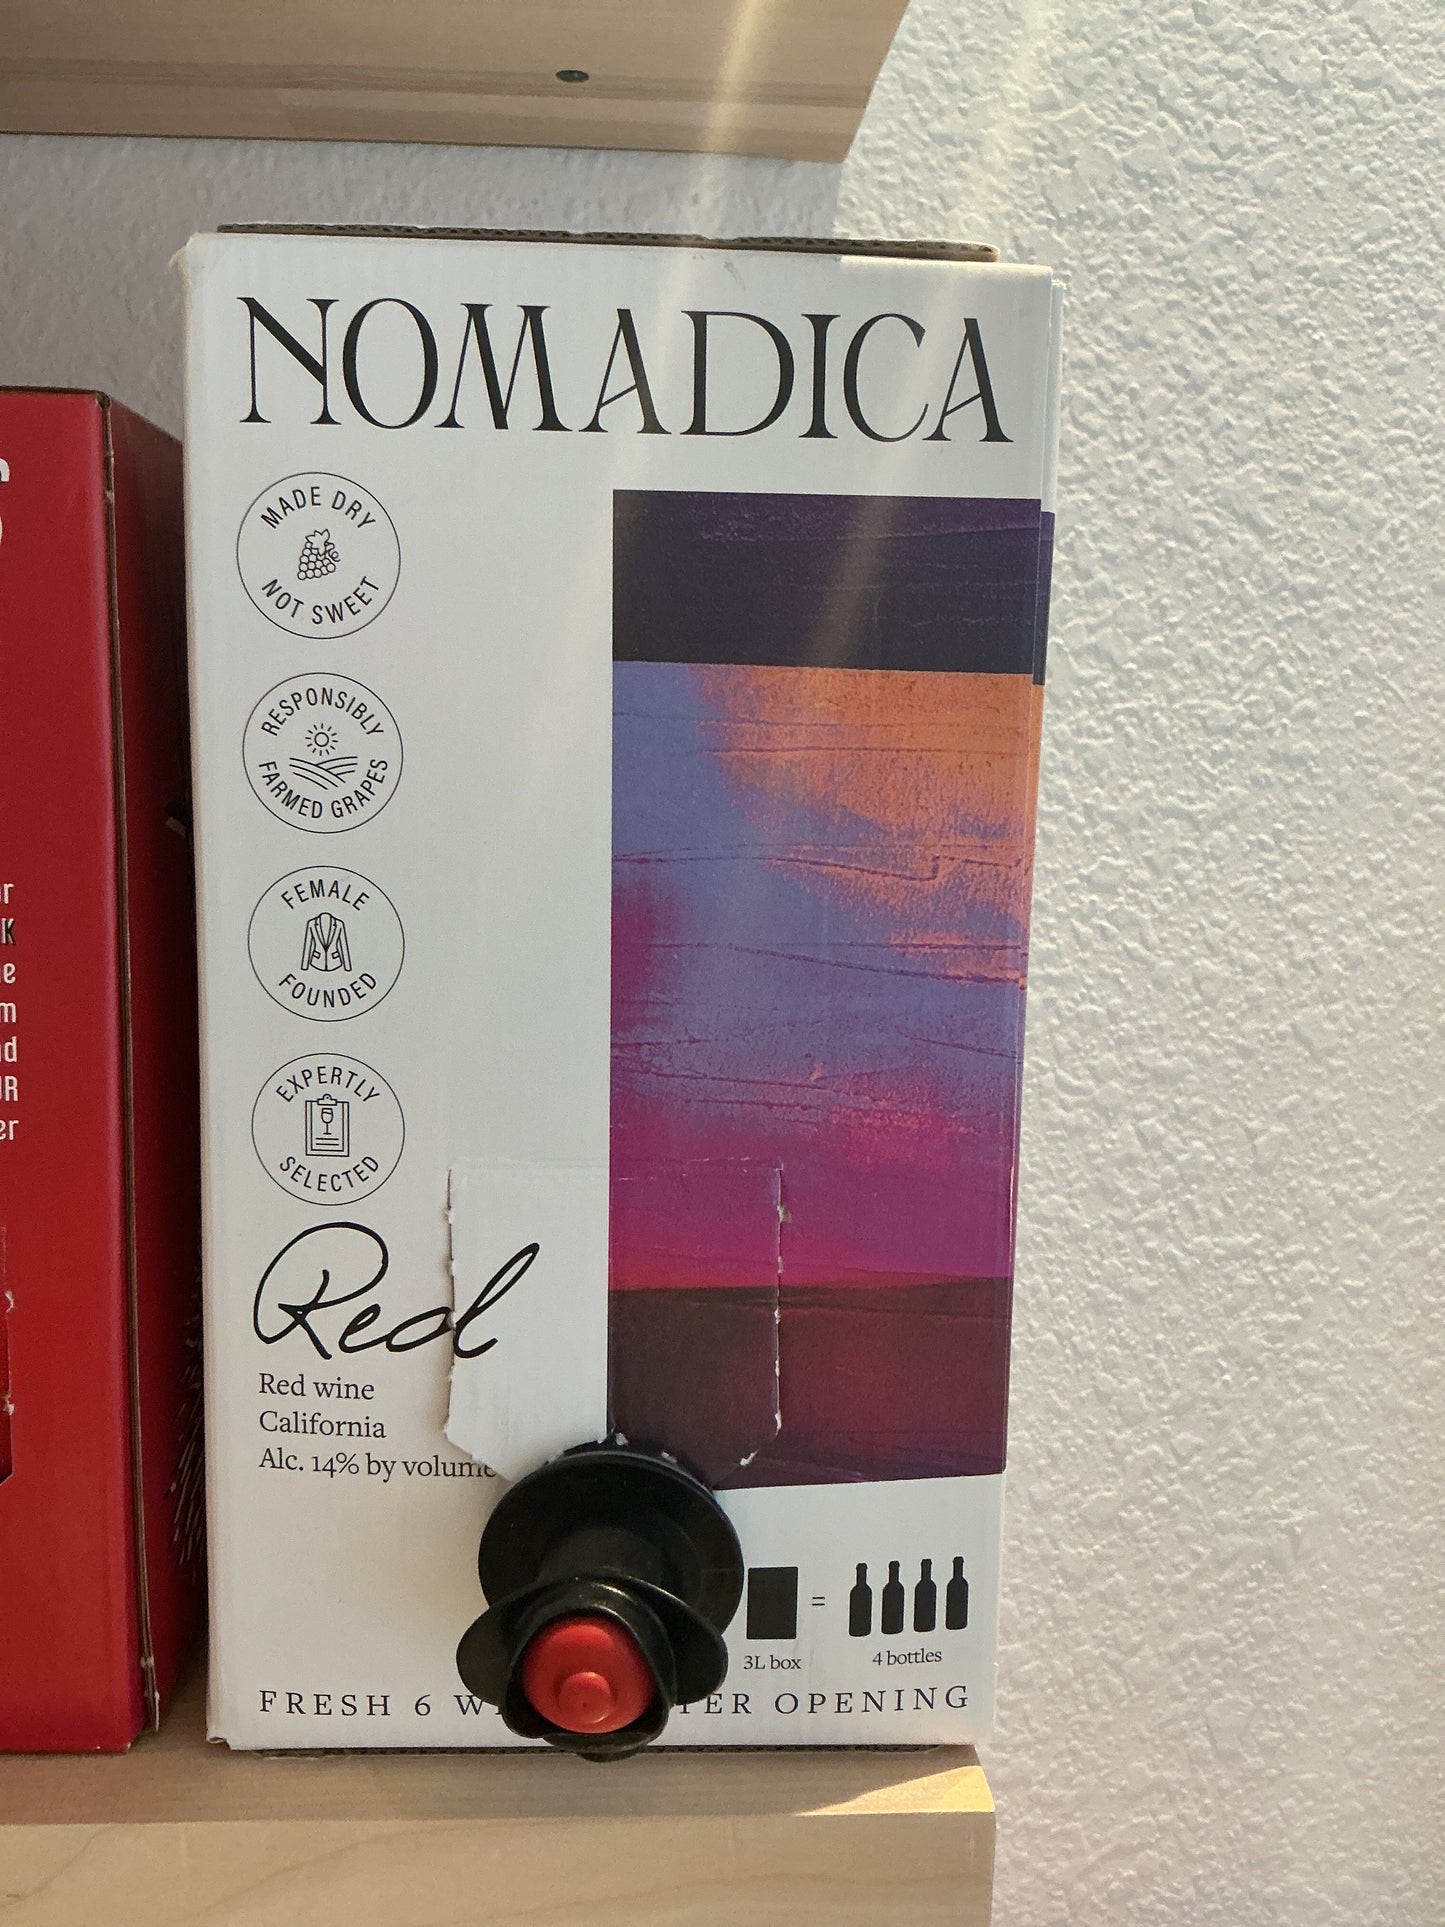 NOMADICA
MADE DRY
NOT SWEET
RESPONSIBLY
FARMED GRAPES
FEMALE
FOUNDED
EXPERTLY
SELECTED
Red
Red wine
California
Alc. 14% by volume
3L box
=
4 bottles
FRESH 6 OPENING